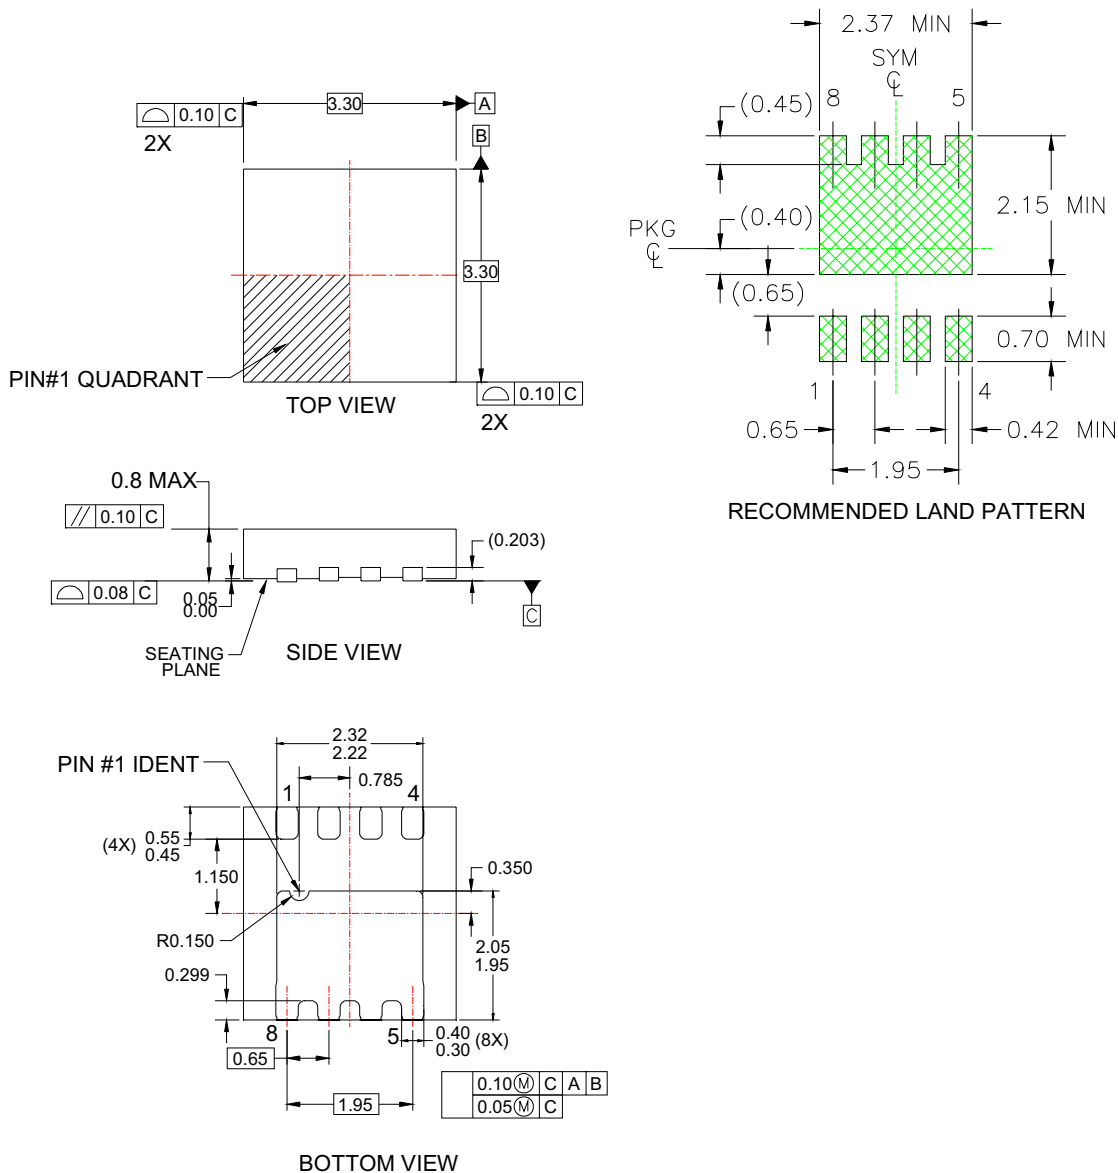 0.10 C
2X
3.30
A
B
3.30
PIN#1 QUADRANT
TOP VIEW
0.10 C
2X
2.37 MIN
SYM
CL
(0.45)
8
5
(0.40)
PKG
CL
2.15 MIN
(0.65)
0.70 MIN
1
4
0.65
0.42 MIN
1.95
RECOMMENDED LAND PATTERN
0.8 MAX
// 0.10 C
(0.203)
0.08 C
0.05
0.00
C
SEATING
PLANE
SIDE VIEW
2.32
2.22
PIN #1 IDENT
0.785
1
4
(4X)
0.55
0.45
0.350
1.150
R0.150
2.05
1.95
0.299
8
5
0.40
0.30
(8X)
0.65
0.10 Ⓜ C A B
0.05 Ⓜ C
1.95
BOTTOM VIEW